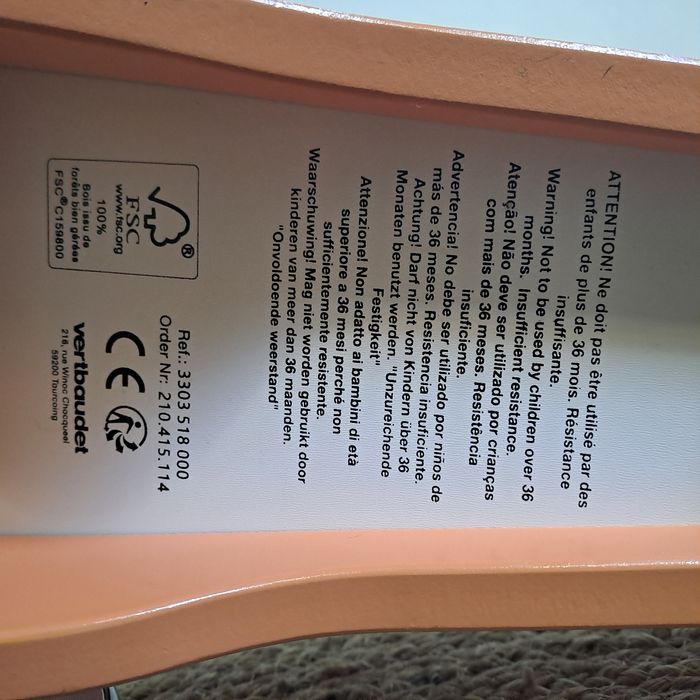 ATTENTION! Ne doit pas être utilisé par des
enfants de plus de 36 mois. Résistance
insuffisante.
Warning! Not to be used by children over 36
months. Insufficient resistance.
Atenção! Não deve ser utilizado por crianças
com mais de 36 meses. Resistência
insuficiente.
Advertencia! No debe ser utilizado por niños de
más de 36 meses. Resistencia insuficiente.
Achtung! Darf nicht von Kindern über 36
Monaten benutzt werden. "Unzureichende
Festigkeit"
Attenzione! Non adatto ai bambini di età
superiore a 36 mesi perché non
sufficientemente resistente.
Waarschuwing! Mag niet worden gebruikt door
kinderen van meer dan 36 maanden.
"Onvoldoende weerstand"
®
FSC
www.fsc.org
100%
Bois issu de
forêts bien gérées
FSC® C159800
Ref.: 3303 518 000
Order Nr: 210.415.114
CE
vertbaudet
216, rue Winoc Chocqueel
59200 Tourcoing